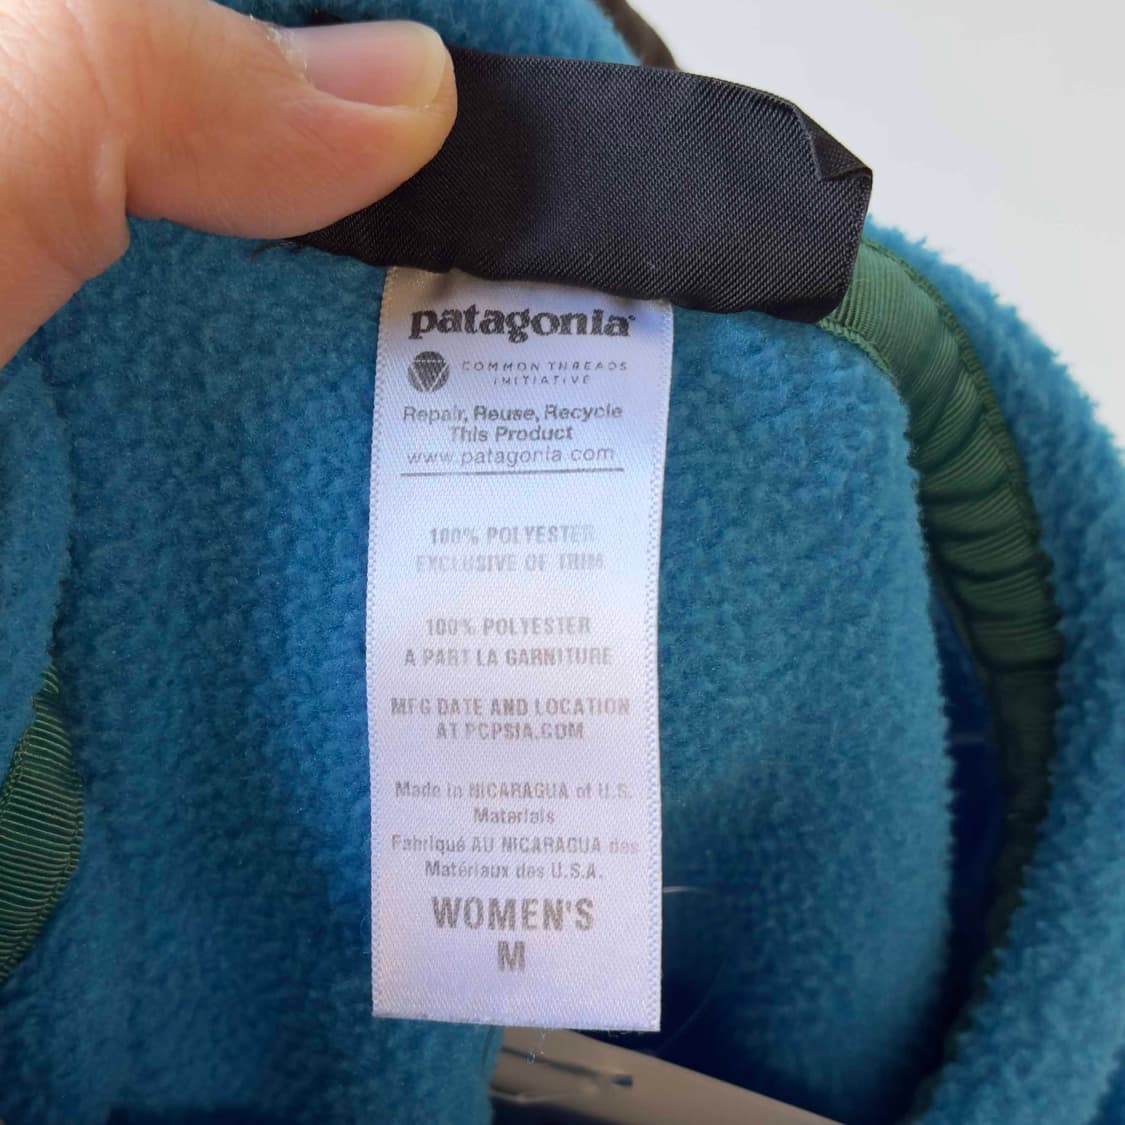 patagonia
COMMON THREADS
INITIATIVE
Repair, Reuse, Recycle
This Product
www.patagonia.com
100% POLYESTER
EXCLUSIVE OF TRIM
100% POLYESTER
A PART LA GARNITURE
MFG DATE AND LOCATION
AT PCPSIA.COM
Made in NICARAGUA of U.S.
Materials
Fabriqué AU NICARAGUA des
Matériaux des U.S.A.
WOMEN'S
M